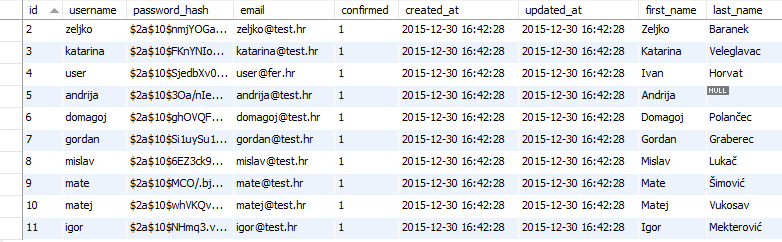 id username password_hash email confirmed created_at updated_at first_name last_name
2 zeljko $2a$10$nmjYOGa... zeljko@test.hr 1 2015-12-30 16:42:28 2015-12-30 16:42:28 Zeljko Baranek
3 katarina $2a$10$FKnYNIo... katarina@test.hr 1 2015-12-30 16:42:28 2015-12-30 16:42:28 Katarina Veleglavac
4 user $2a$10$SjedbXv0... user@fer.hr 1 2015-12-30 16:42:28 2015-12-30 16:42:28 Ivan Horvat
5 andrija $2a$10$3Oa/nIe... andrija@test.hr 1 2015-12-30 16:42:28 2015-12-30 16:42:28 Andrija NULL
6 domagoj $2a$10$ghOVQF... domagoj@test.hr 1 2015-12-30 16:42:28 2015-12-30 16:42:28 Domagoj Polančec
7 gordan $2a$10$Si1uySu1... gordan@test.hr 1 2015-12-30 16:42:28 2015-12-30 16:42:28 Gordan Graberec
8 mislav $2a$10$6EZ3ck9... mislav@test.hr 1 2015-12-30 16:42:28 2015-12-30 16:42:28 Mislav Lukač
9 mate $2a$10$MCO/.bj... mate@test.hr 1 2015-12-30 16:42:28 2015-12-30 16:42:28 Mate Šimović
10 matej $2a$10$whVKQv... matej@test.hr 1 2015-12-30 16:42:28 2015-12-30 16:42:28 Matej Vukosav
11 igor $2a$10$NHmq3.v... igor@test.hr 1 2015-12-30 16:42:28 2015-12-30 16:42:28 Igor Mekterović